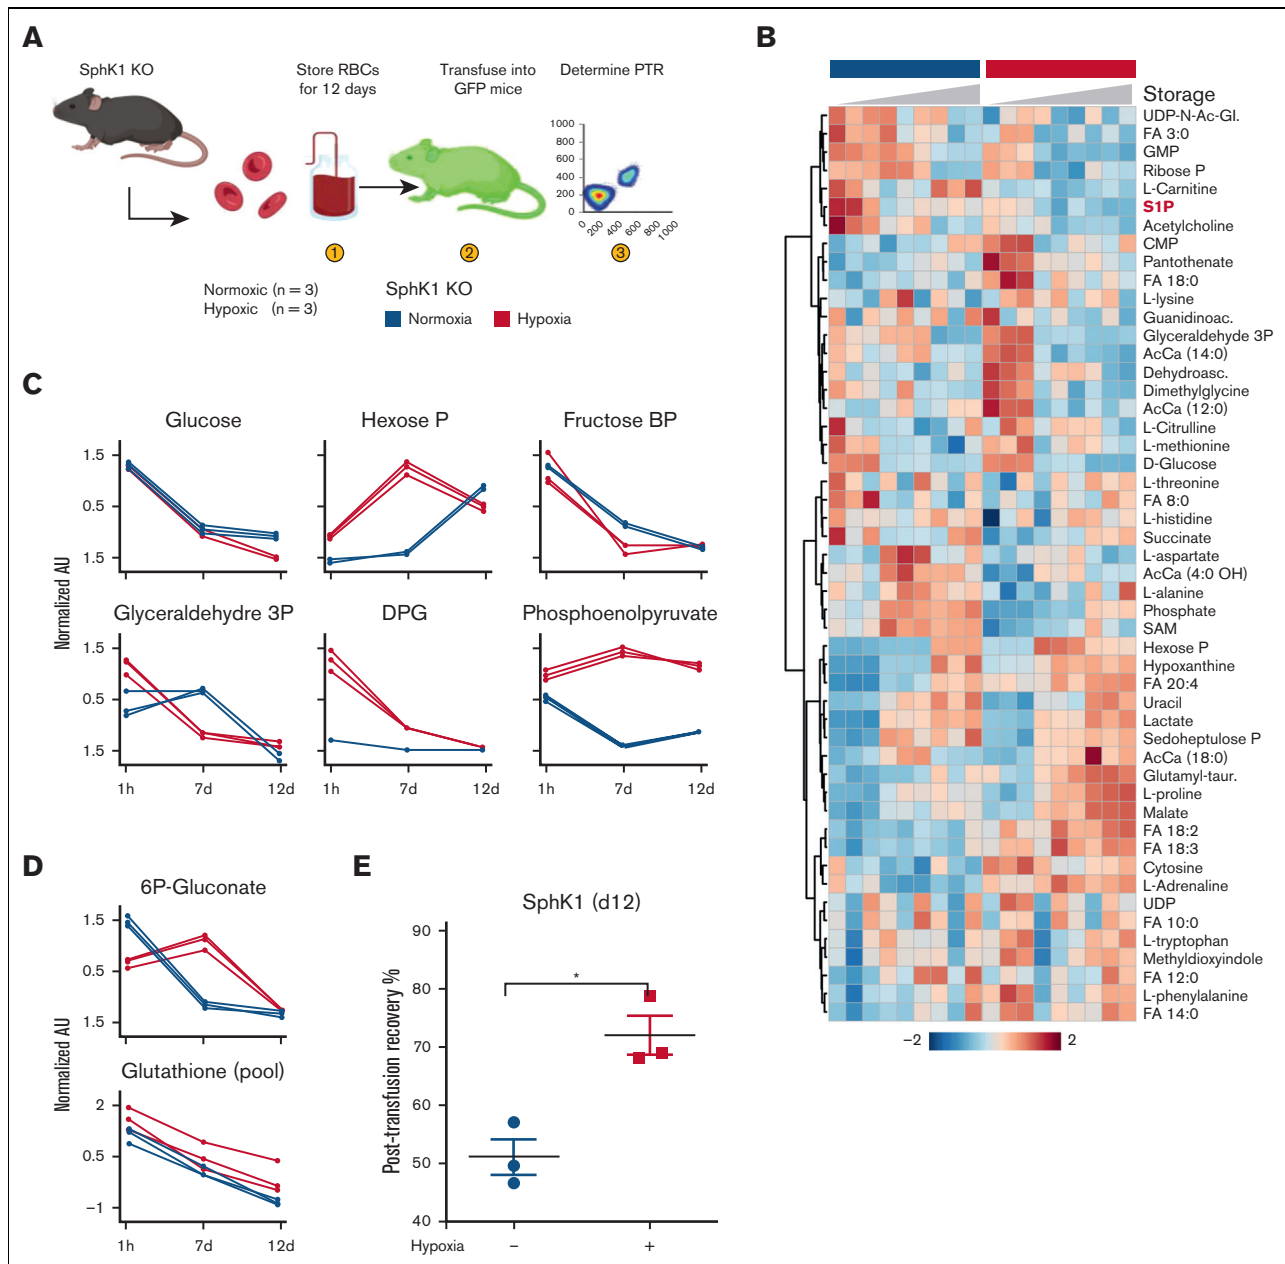 A
SphK1 KO
Store RBCs
for 12 days
Transfuse into
GFP mice
Determine PTR
1000
800
600
400
200
0
0
200
400
600
800
1000
1
2
3
Normoxic (n = 3)
Hypoxic (n = 3)
SphK1 KO
Normoxia
Hypoxia
B
Storage
UDP-N-Ac-Gl.
FA 3:0
GMP
Ribose P
L-Carnitine
S1P
Acetylcholine
CMP
Pantothenate
FA 18:0
L-lysine
Guanidinoac.
Glyceraldehyde 3P
AcCa (14:0)
Dehydroasc.
Dimethylglycine
AcCa (12:0)
L-Citrulline
L-methionine
D-Glucose
L-threonine
FA 8:0
L-histidine
Succinate
L-aspartate
AcCa (4:0 OH)
L-alanine
Phosphate
SAM
Hexose P
Hypoxanthine
FA 20:4
Uracil
Lactate
Sedoheptulose P
AcCa (18:0)
Glutamyl-taur.
L-proline
Malate
FA 18:2
FA 18:3
Cytosine
L-Adrenaline
UDP
FA 10:0
L-tryptophan
Methyldioxyindole
FA 12:0
L-phenylalanine
FA 14:0
−2
2
C
Normalized AU
Glucose
1.5
0.5
1.5
Hexose P
Fructose BP
Glyceraldehydre 3P
1.5
0.5
1.5
1h
7d
12d
DPG
1h
7d
12d
Phosphoenolpyruvate
1h
7d
12d
D
Normalized AU
6P-Gluconate
1.5
0.5
1.5
Glutathione (pool)
2
0.5
−1
1h
7d
12d
E
SphK1 (d12)
Post-transfusion recovery %
90
80
70
60
50
40
*
Hypoxia
−
+